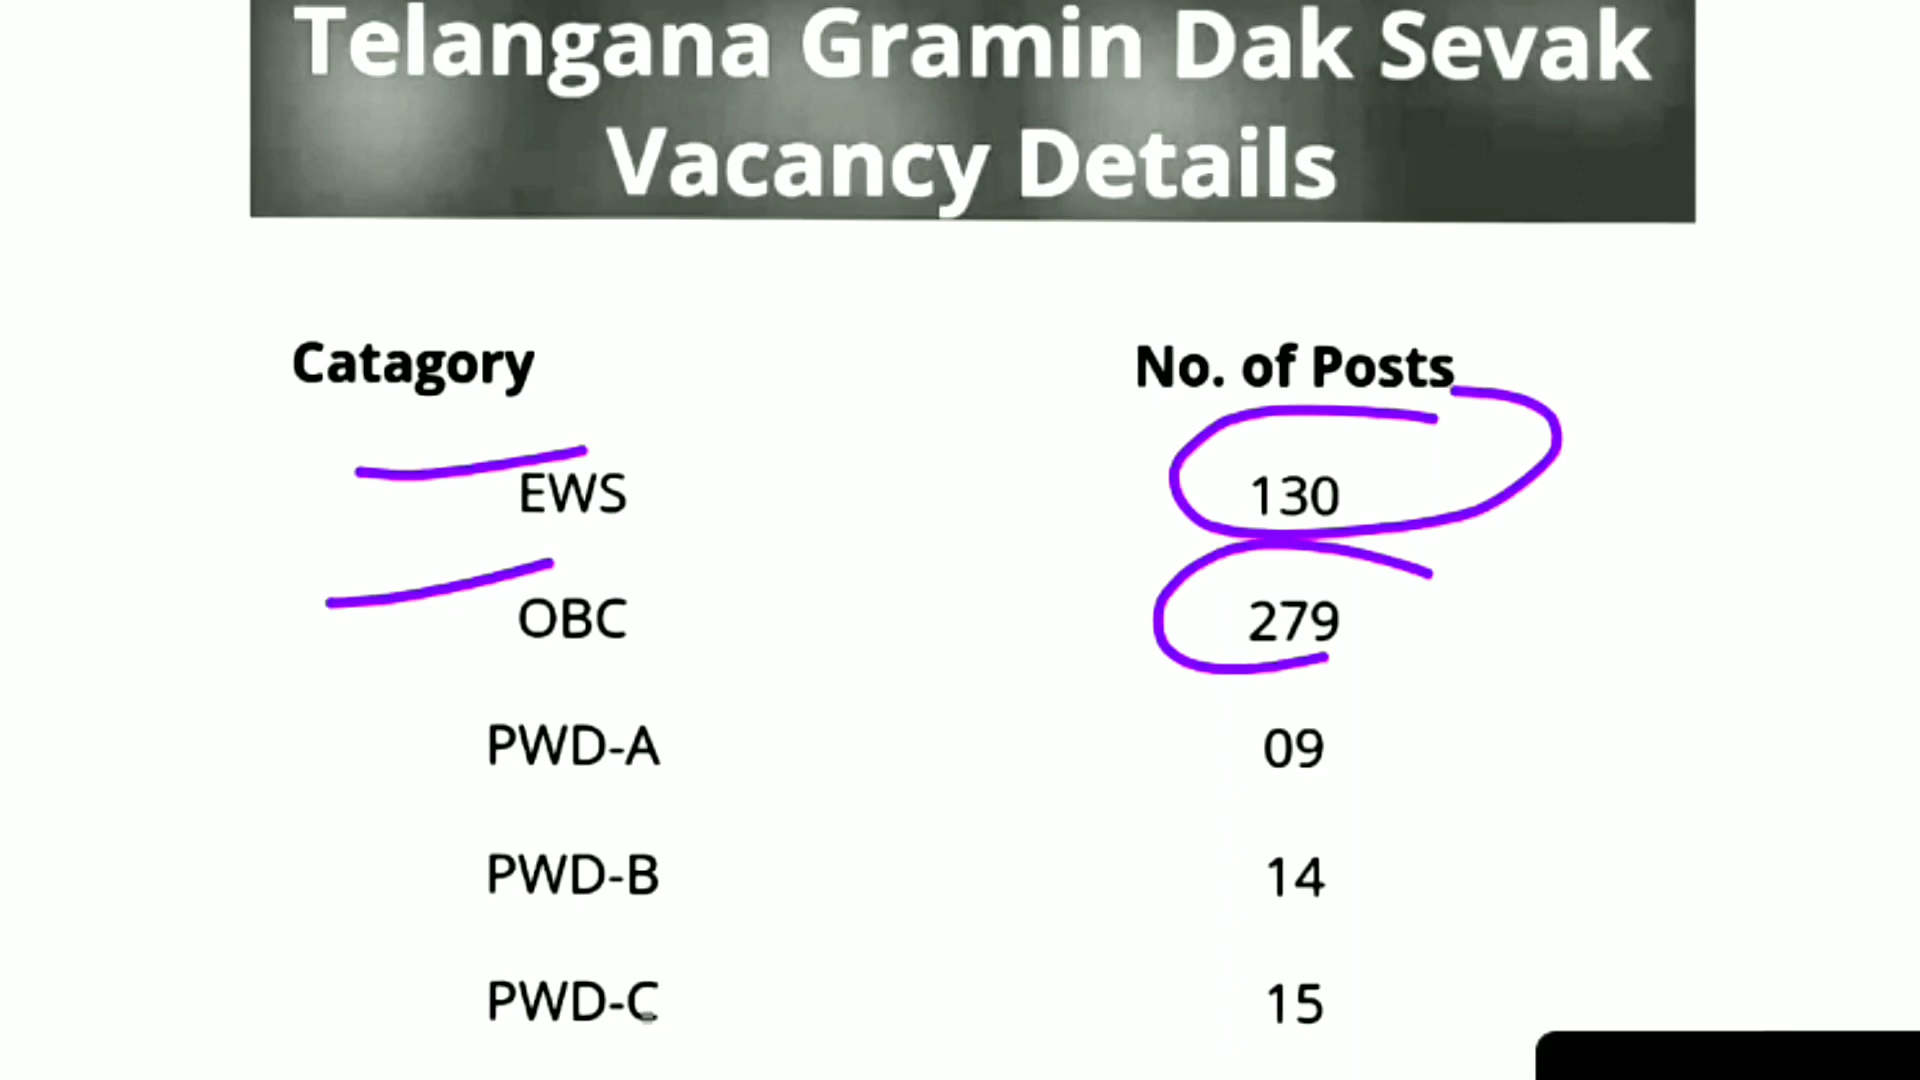 Telangana Gramin Dak Sevak
Vacancy Details
Catagory No. of Posts
EWS 130
OBC 279
PWD-A 09
PWD-B 14
PWD-C 15